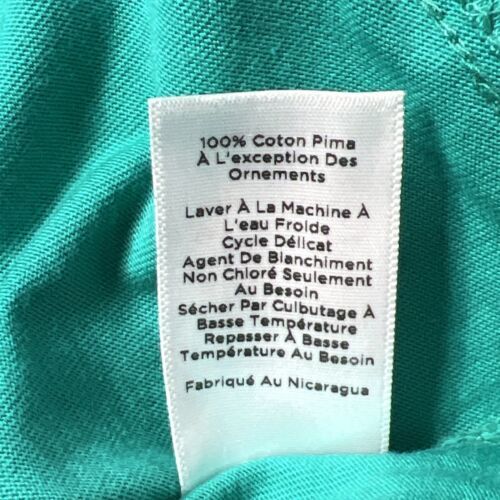 100% Coton Pima
À L'exception Des
Ornements
Laver À La Machine À
L'eau Froide
Cycle Délicat
Agent De Blanchiment
Non Chloré Seulement
Au Besoin
Sécher Par Culbutage À
Basse Température
Repasser À Basse
Température Au Besoin
Fabriqué Au Nicaragua